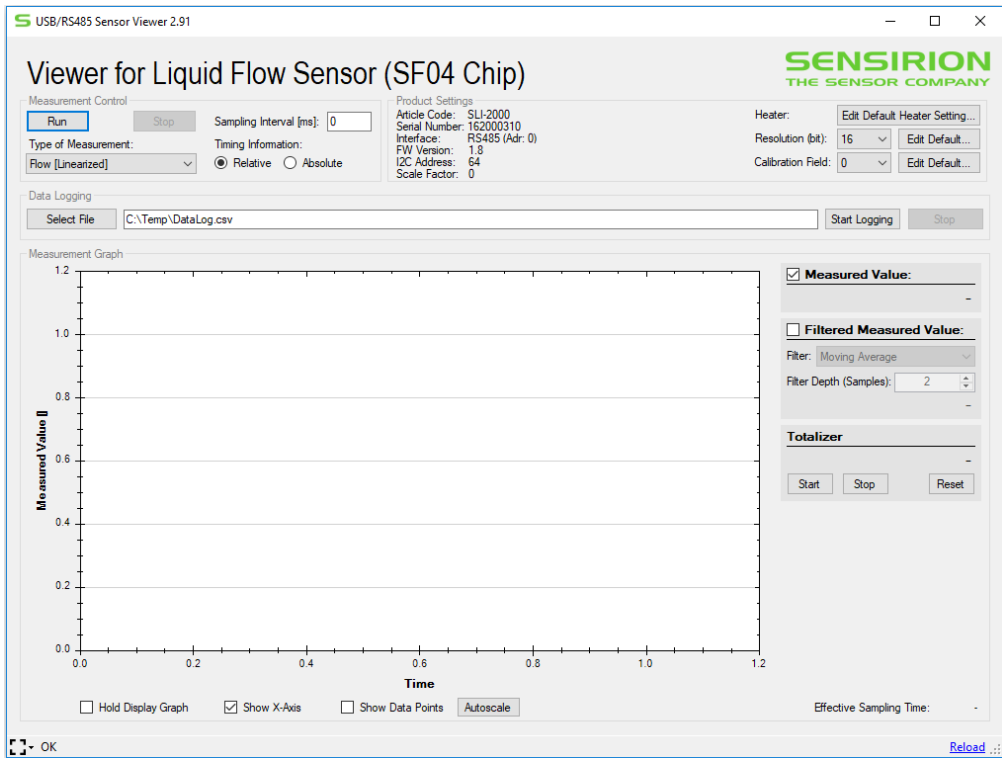 USB/RS485 Sensor Viewer 2.91
Viewer for Liquid Flow Sensor (SF04 Chip)
SENSIRION
THE SENSOR COMPANY
Measurement Control
Run
Stop
Sampling Interval [ms]: 0
Type of Measurement:
Timing Information:
Flow [Linearized]
Relative
Absolute
Product Settings
Article Code: SLI-2000
Serial Number: 162000310
Interface: RS485 (Adr: 0)
FW Version: 1.8
I2C Address: 64
Scale Factor: 0
Heater:
Edit Default Heater Setting...
Resolution (bit): 16
Edit Default...
Calibration Field: 0
Edit Default...
Data Logging
Select File
C:\Temp\DataLog.csv
Start Logging
Stop
Measurement Graph
1.2
1.0
0.8
0.6
0.4
0.2
0.0
Measured Value []
0.0 0.2 0.4 0.6 0.8 1.0 1.2
Time
Measured Value:
-
Filtered Measured Value:
Filter: Moving Average
Filter Depth (Samples): 2
-
Totalizer
-
Start
Stop
Reset
Hold Display Graph
Show X-Axis
Show Data Points
Autoscale
Effective Sampling Time: -
OK
Reload